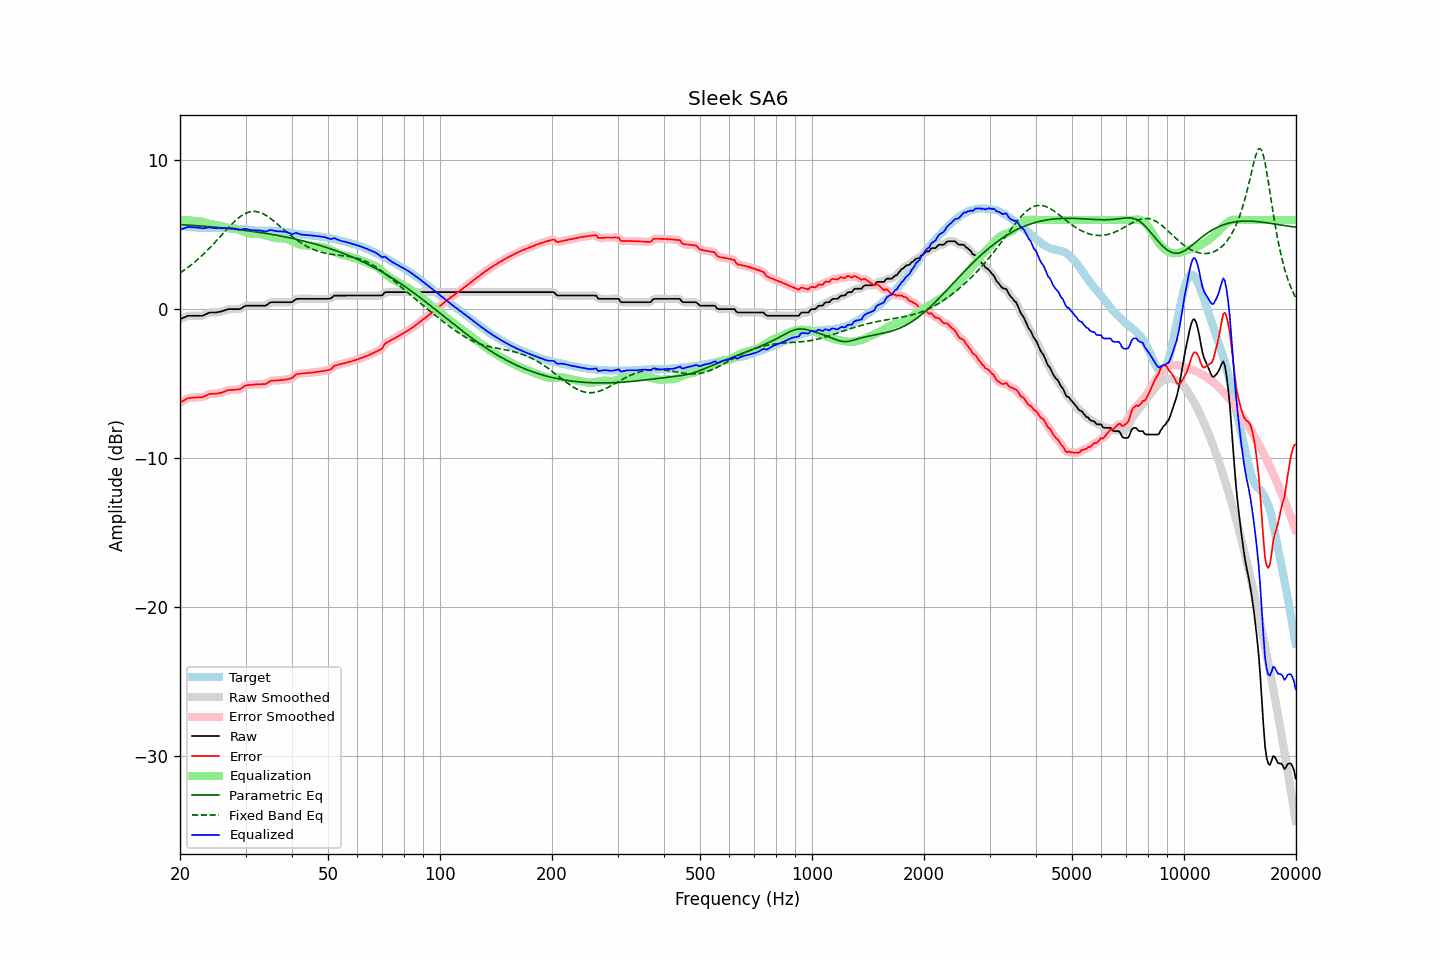 Sleek SA6
Amplitude (dBr)
10
0
−10
−20
−30
Target
Raw Smoothed
Error Smoothed
Raw
Error
Equalization
Parametric Eq
Fixed Band Eq
Equalized
20 50 100 200 500 1000 2000 5000 10000 20000
Frequency (Hz)